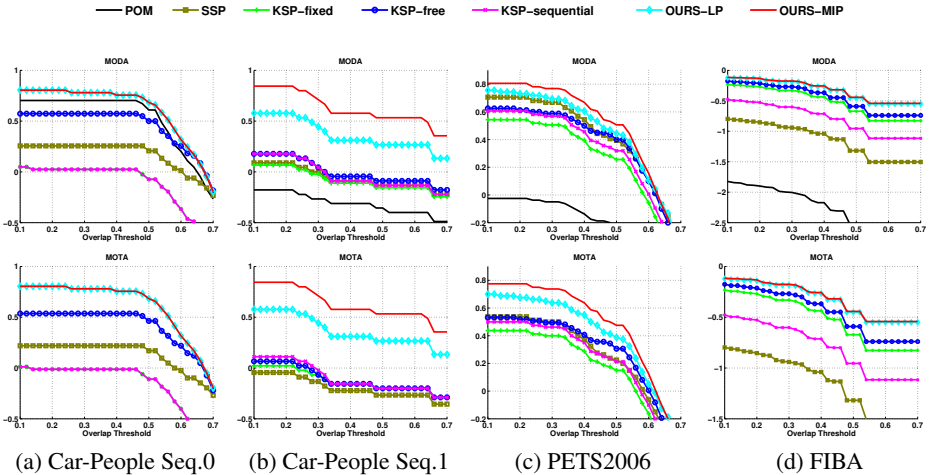 POM SSP KSP-fixed KSP-free KSP-sequential OURS-LP OURS-MIP
MODA MODA MODA MODA
1 1 0.8 0
0.5 0.5 0.6 −0.5
0.4 −1
0 0 0.2 −1.5
0 −2
−0.5 −0.5 −0.2 −2.5
0.1 0.2 0.3 0.4 0.5 0.6 0.7 0.1 0.2 0.3 0.4 0.5 0.6 0.7 0.1 0.2 0.3 0.4 0.5 0.6 0.7 0.1 0.2 0.3 0.4 0.5 0.6 0.7
Overlap Threshold Overlap Threshold Overlap Threshold Overlap Threshold
MOTA MOTA MOTA MOTA
1 1 0.8 0
0.5 0.5 0.6 −0.5
0.4
0 0 0.2 −1
0
−0.5 −0.5 −0.2 −1.5
0.1 0.2 0.3 0.4 0.5 0.6 0.7 0.1 0.2 0.3 0.4 0.5 0.6 0.7 0.1 0.2 0.3 0.4 0.5 0.6 0.7 0.1 0.2 0.3 0.4 0.5 0.6 0.7
Overlap Threshold Overlap Threshold Overlap Threshold Overlap Threshold
(a) Car-People Seq.0 (b) Car-People Seq.1 (c) PETS2006 (d) FIBA